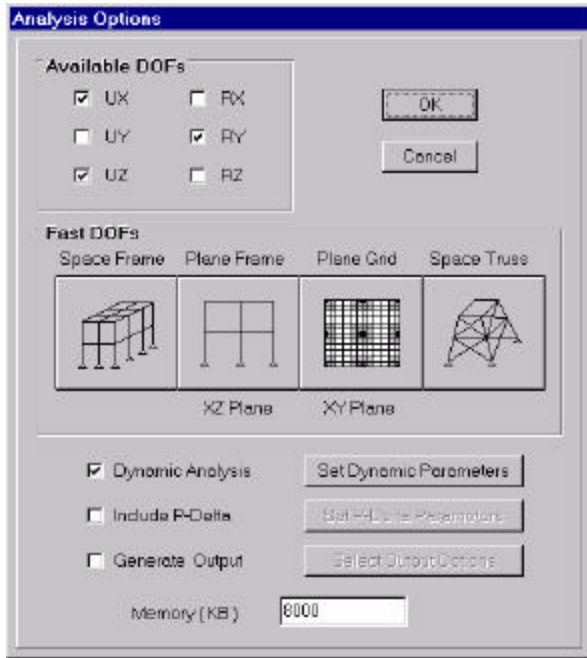 Analysis Options
Available DOFs
UX RX
UY RY
UZ RZ
OK
Cancel
Fast DOFs
Space Frame Plane Frame Plane Grid Space Truss
XZ Plane XY Plane
Dynamic Analysis Set Dynamic Parameters
Include P-Delta Set P-Delta Parameters
Generate Output Select Output Options
Memory (KB) 8000